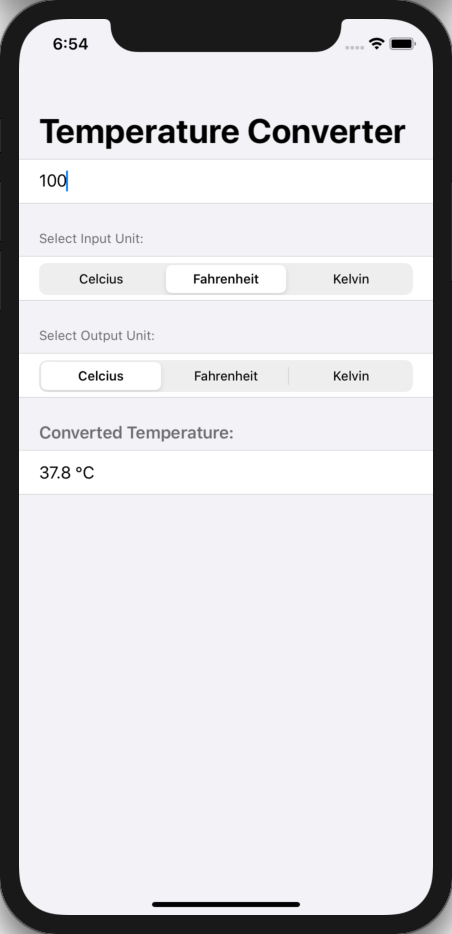 6:54
Temperature Converter
100
Select Input Unit:
Celcius Fahrenheit Kelvin
Select Output Unit:
Celcius Fahrenheit Kelvin
Converted Temperature:
37.8 °C